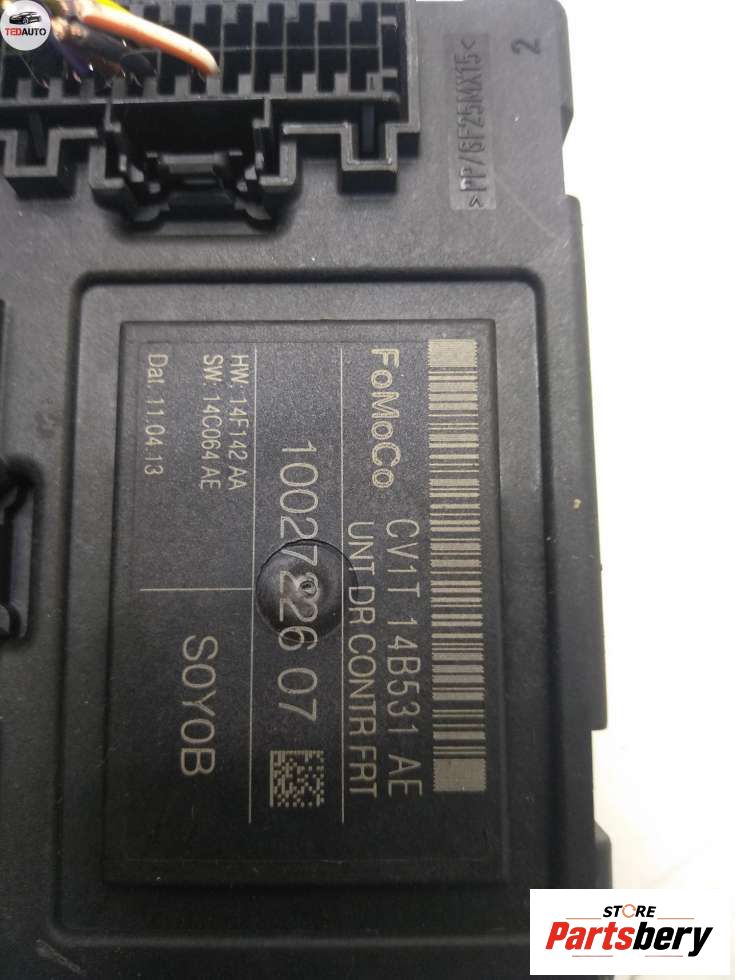 TEDAUTO
>PP/GF25MX15<
2
FoMoCo CV1T 14B531 AE
UNT DR CONTR FRT
10027226 07
HW: 14F142 AA
SW: 14C064 AE
Dat. 11.04.13
S0Y0B
STORE
Partsbery